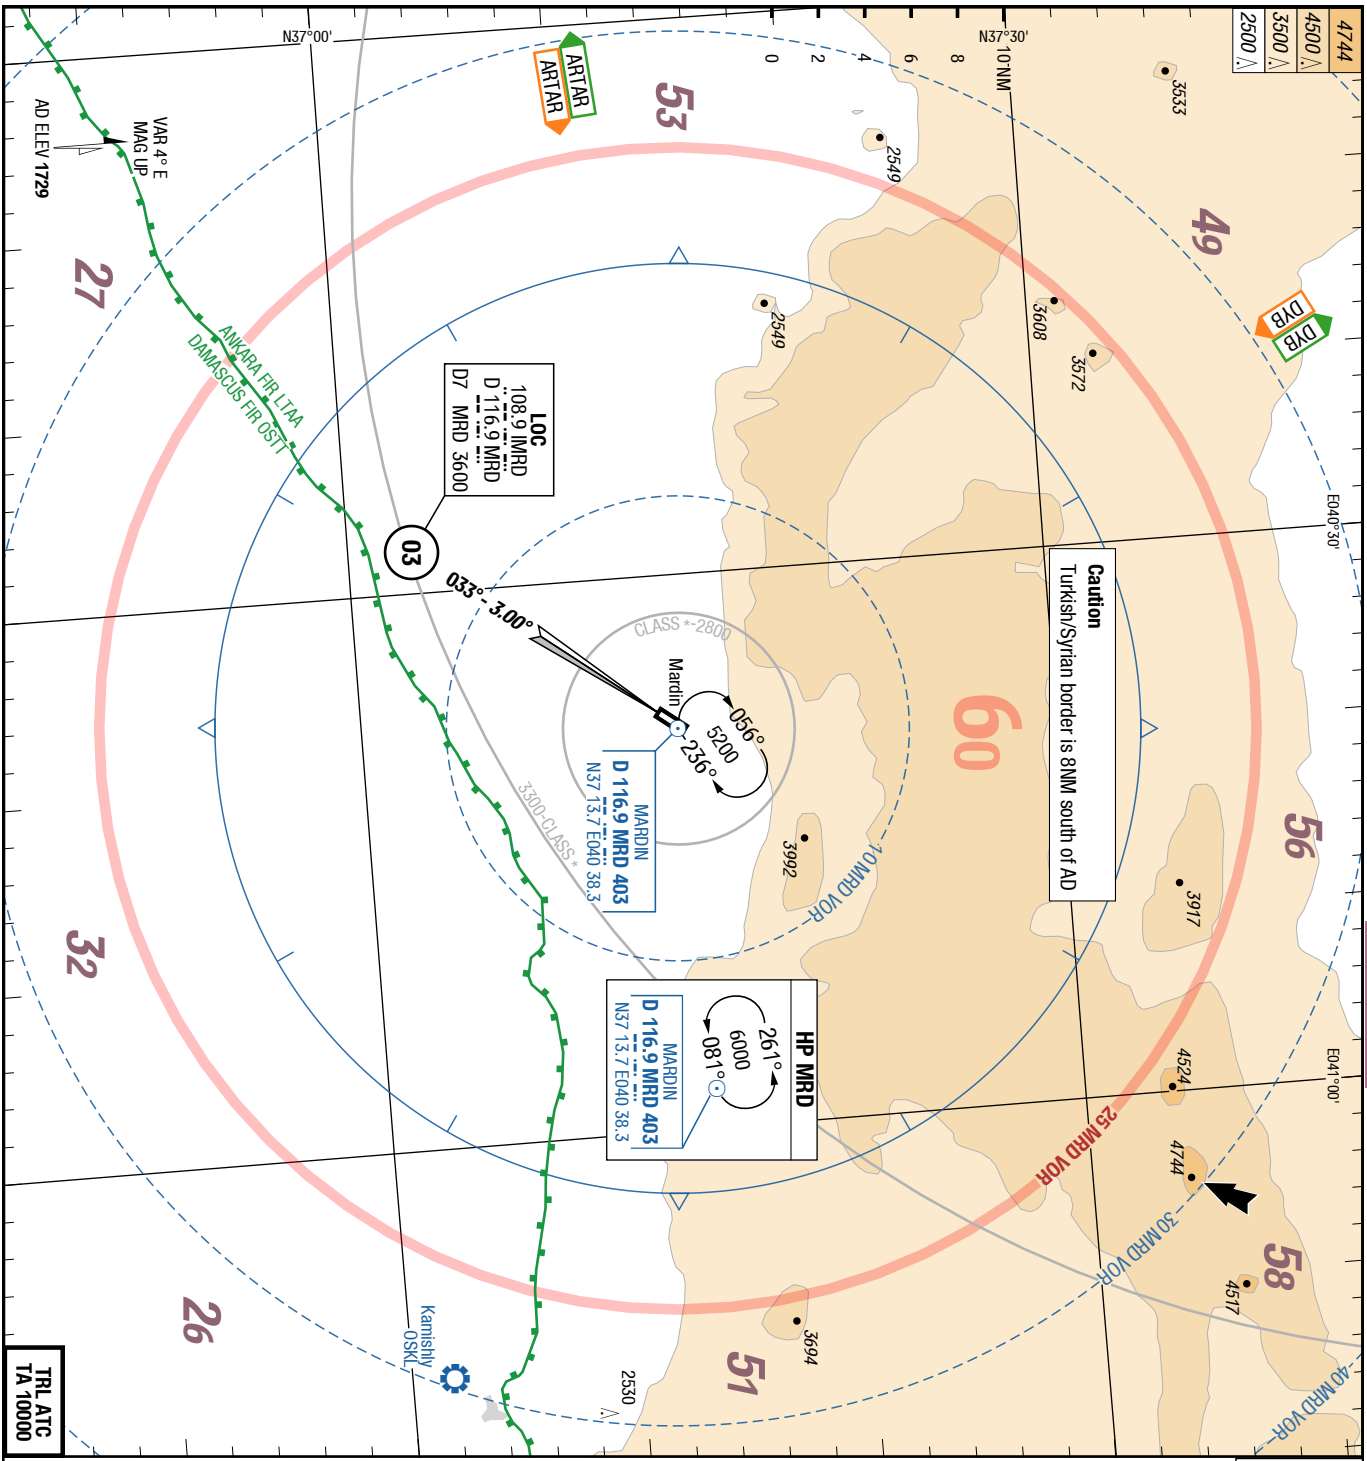 4744
4500
3500
2500
N37°00'
N37°30'
0
2
4
6
8
10 NM
3533
2549
ARTAR
ARTAR
53
49
VAR 4° E
MAG UP
AD ELEV 1729
27
DYB
DYB
2549
3608
3572
ANKARA FIR LTAA
DAMASCUS FIR OSTT
LOC
108.9 IMRD
D 116.9 MRD
D7 MRD 3600
03
033° - 3.00°
E040°30'
Caution
Turkish/Syrian border is 8NM south of AD
CLASS *-2800
Mardin
056°
5200
236°
60
MARDIN
D 116.9 MRD 403
N37 13.7 E040 38.3
3300-CLASS *
3992
10 MRD VOR
3917
56
32
HP MRD
261°
6000
081°
MARDIN
D 116.9 MRD 403
N37 13.7 E040 38.3
E041°00'
4524
4744
25 MRD VOR
30 MRD VOR
58
4517
3694
51
26
Kamishly
OSKL
2530
40 MRD VOR
TRL ATC
TA 10000